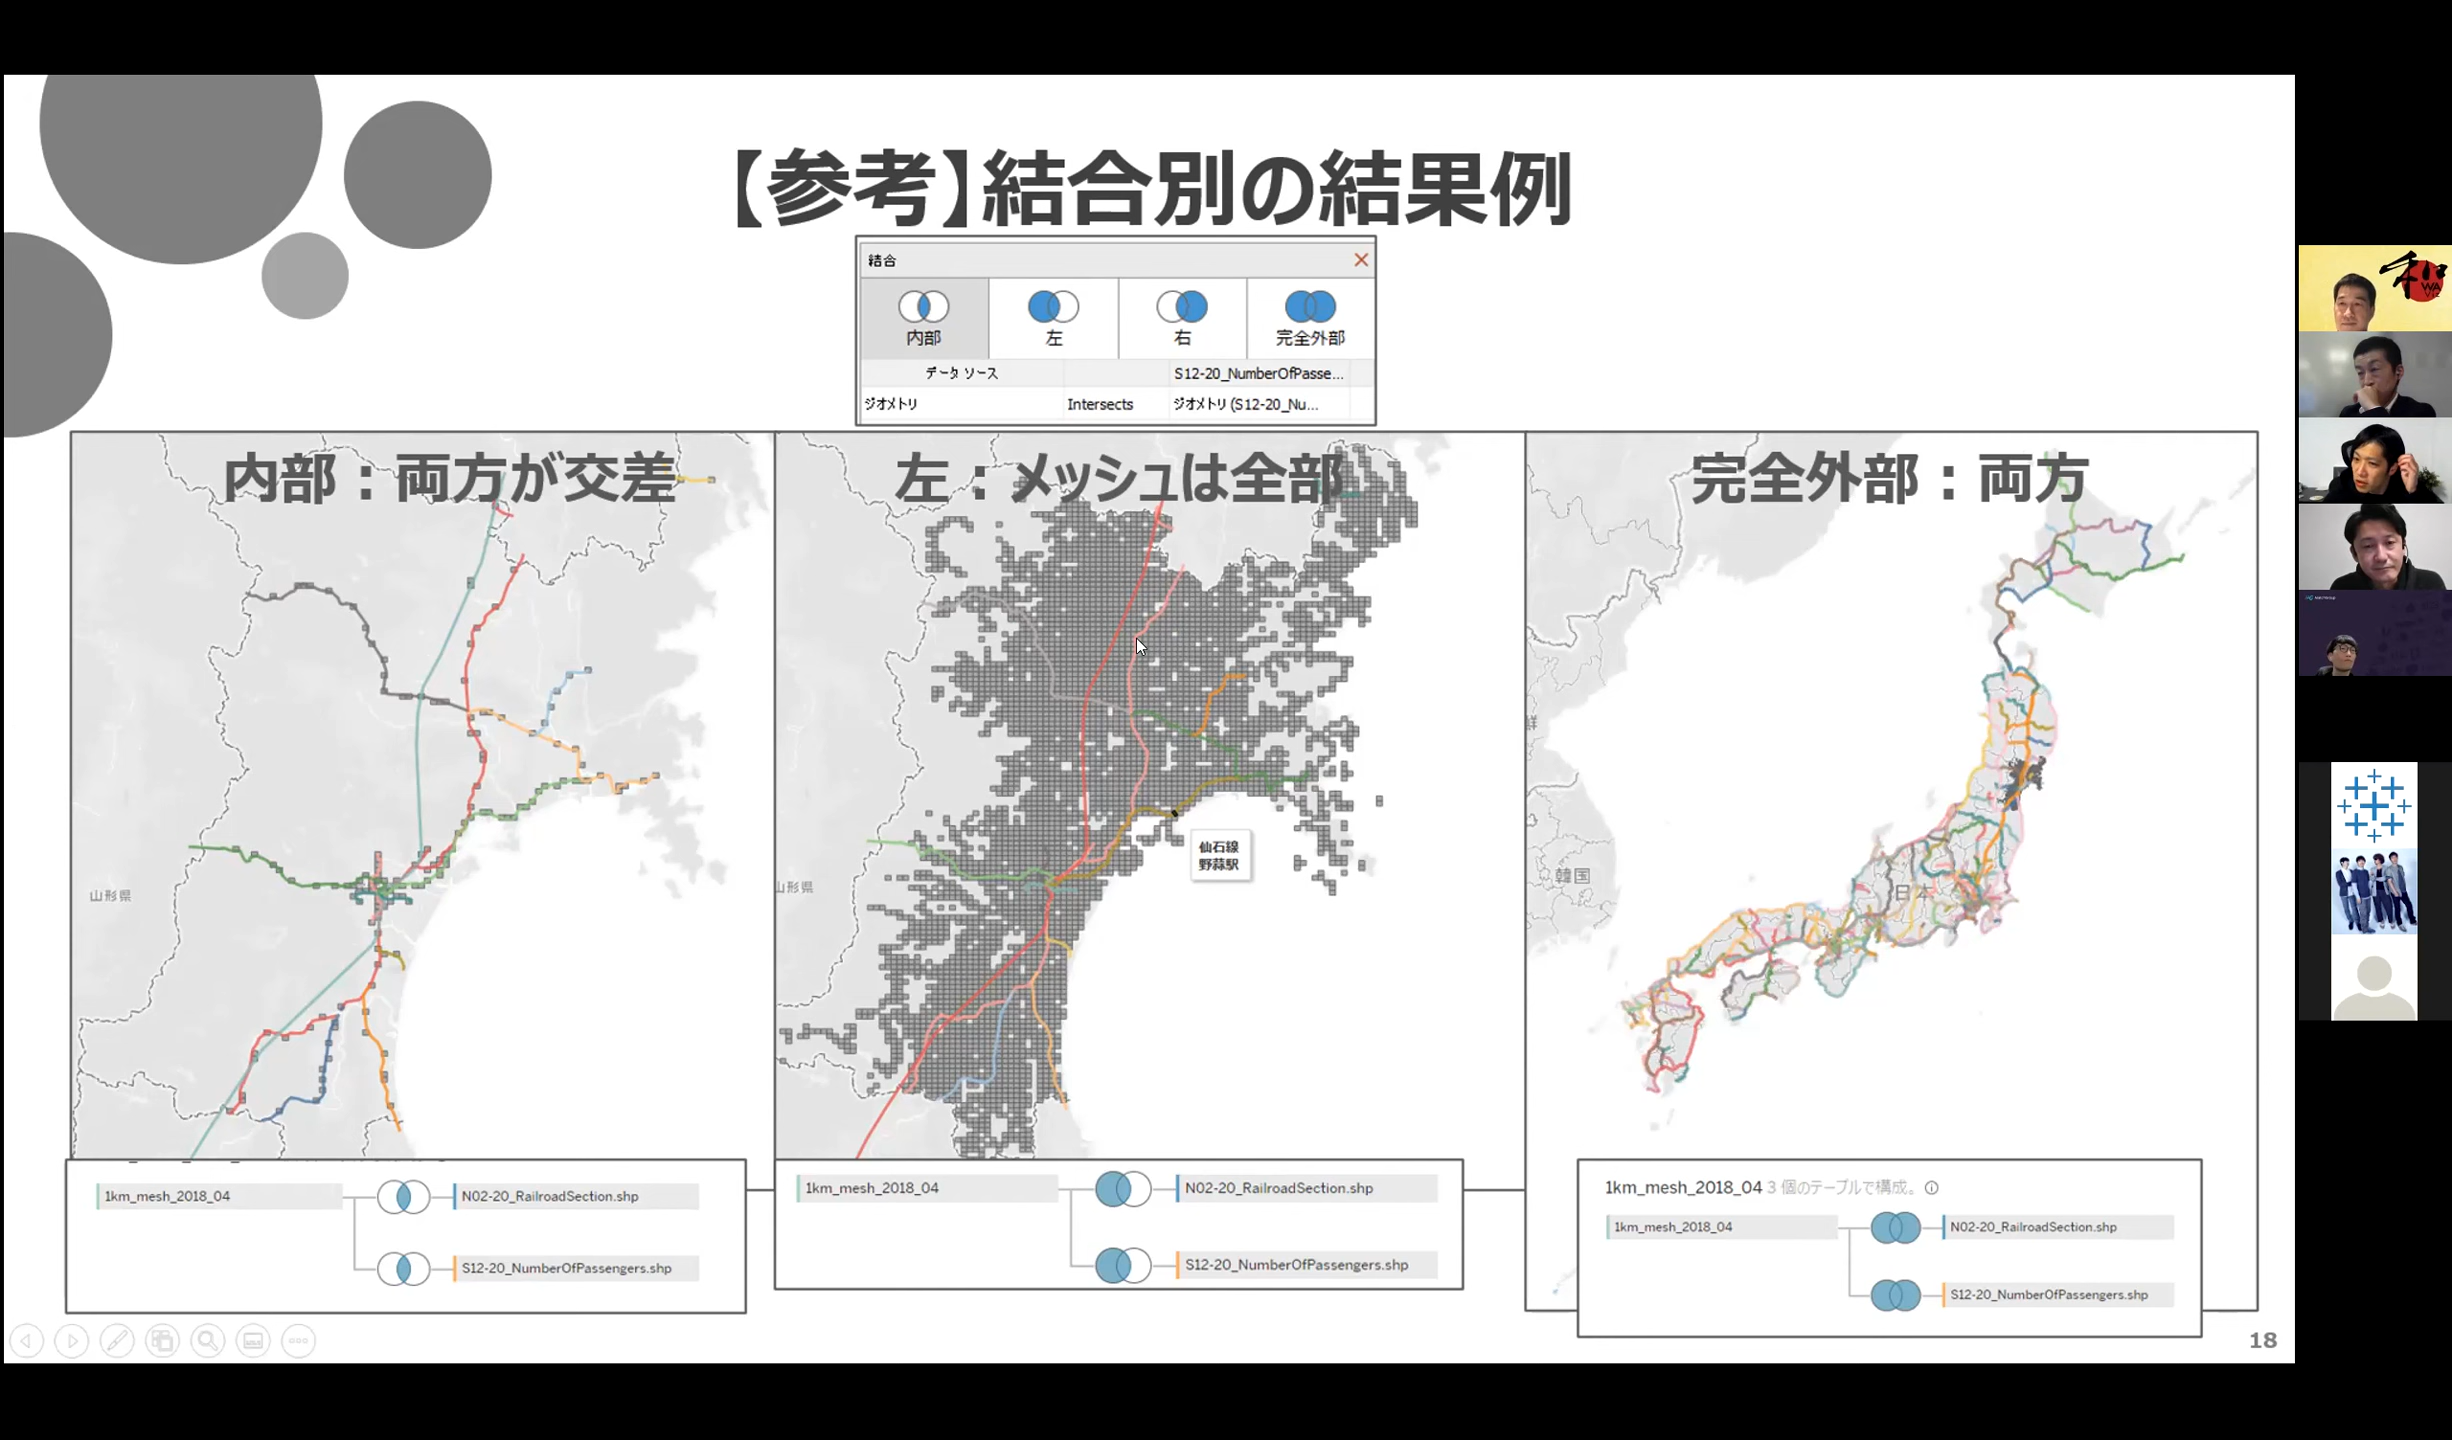 【参考】結合別の結果例
結合
内部
左
右
完全外部
データ ソース
S12-20_NumberOfPasse...
ジオメトリ
Intersects
ジオメトリ (S12-20_Nu...
内部：両方が交差
左：メッシュは全部
完全外部：両方
山形県
山形県
仙石線
野蒜駅
韓国
日本
1km_mesh_2018_04
N02-20_RailroadSection.shp
S12-20_NumberOfPassengers.shp
1km_mesh_2018_04
N02-20_RailroadSection.shp
S12-20_NumberOfPassengers.shp
1km_mesh_2018_04 3 個のテーブルで構成。
1km_mesh_2018_04
N02-20_RailroadSection.shp
S12-20_NumberOfPassengers.shp
18
和
WA